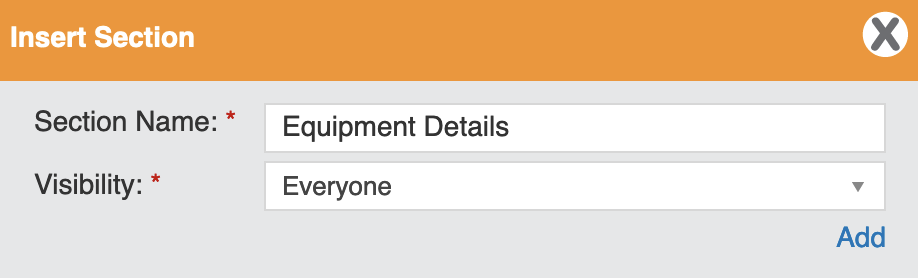 Insert Section
X
Section Name: *
Equipment Details
Visibility: *
Everyone
Add